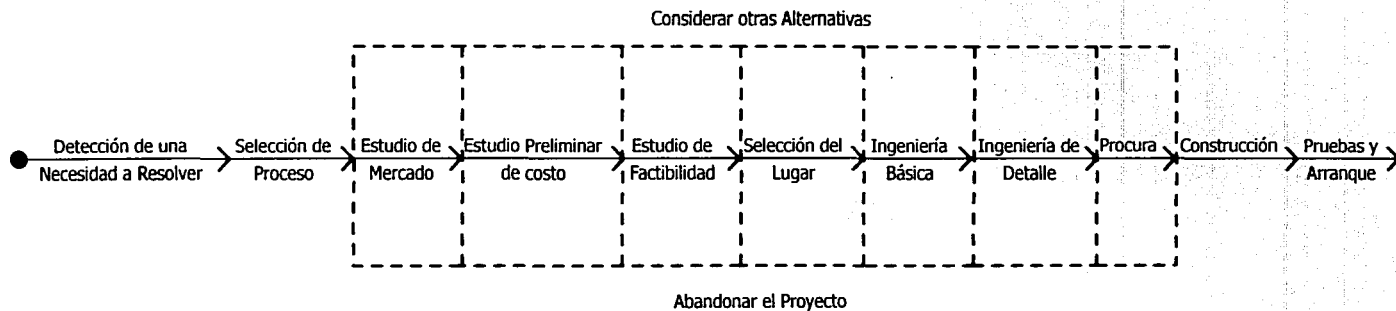 Considerar otras Alternativas
Detección de una
Necesidad a Resolver
Selección de
Proceso
Estudio de
Mercado
Estudio Preliminar
de costo
Estudio de
Factibilidad
Selección del
Lugar
Ingeniería
Básica
Ingeniería de
Detalle
Procura
Construcción
Pruebas y
Arranque
Abandonar el Proyecto